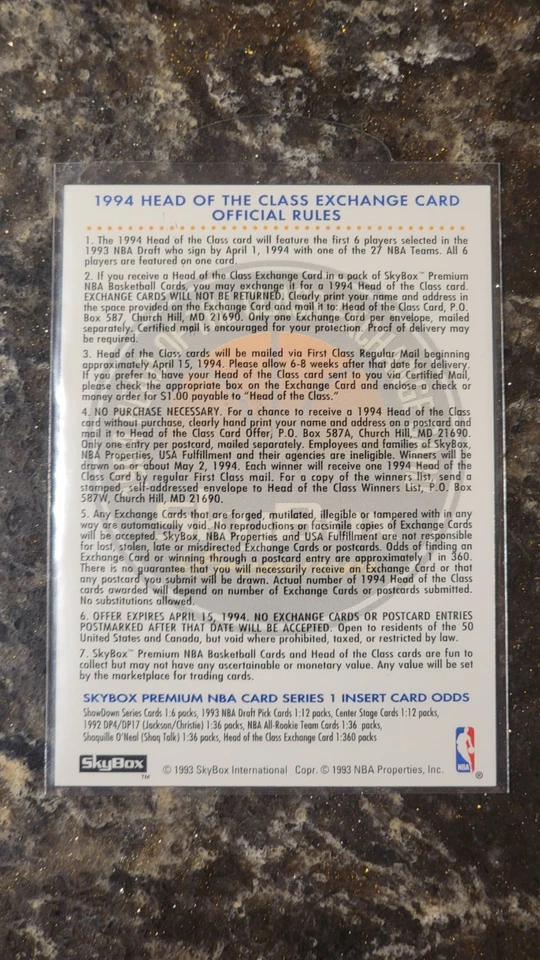 1994 HEAD OF THE CLASS EXCHANGE CARD
OFFICIAL RULES
1. The 1994 Head of the Class card will feature the first 6 players selected in the
1993 NBA Draft who sign by April 1, 1994 with one of the 27 NBA Teams. All 6
players are featured on one card.
2. If you receive a Head of the Class Exchange Card in a pack of SkyBox™ Premium
NBA Basketball Cards, you may exchange it for a 1994 Head of the Class card.
EXCHANGE CARDS WILL NOT BE RETURNED. Clearly print your name and address in
the space provided on the Exchange Card and mail it to: Head of the Class Card, P.O.
Box 587, Church Hill, MD 21690. Only one Exchange Card per envelope, mailed
separately. Certified mail is encouraged for your protection. Proof of delivery may
be required.
3. Head of the Class cards will be mailed via First Class Regular Mail beginning
approximately April 15, 1994. Please allow 6-8 weeks after that date for delivery.
If you prefer to have your Head of the Class card sent to you via Certified Mail,
please check the appropriate box on the Exchange Card and enclose a check or
money order for $1.00 payable to "Head of the Class."
4. NO PURCHASE NECESSARY. For a chance to receive a 1994 Head of the Class
card without purchase, clearly hand print your name and address on a postcard and
mail it to: Head of the Class Card Offer, P.O. Box 587A, Church Hill, MD 21690.
Only one entry per postcard, mailed separately. Employees and families of SkyBox,
NBA Properties, USA Fulfillment and their agencies are ineligible. Winners will be
drawn on or about May 2, 1994. Each winner will receive one 1994 Head of the
Class Card by regular First Class mail. For a copy of the winners list, send a
stamped, self-addressed envelope to Head of the Class Winners List, P.O. Box
587W, Church Hill, MD 21690.
5. Any Exchange Cards that are forged, mutilated, illegible or tampered with in any
way are automatically void. No reproductions or facsimile copies of Exchange Cards
will be accepted. SkyBox, NBA Properties and USA Fulfillment are not responsible
for lost, stolen, late or misdirected Exchange Cards or postcards. Odds of finding an
Exchange Card or winning through a postcard entry are approximately 1 in 360.
There is no guarantee that you will necessarily receive an Exchange Card or that
any postcard you submit will be drawn. Actual number of 1994 Head of the Class
cards awarded will depend on number of Exchange Cards or postcards submitted.
No substitutions allowed.
6. OFFER EXPIRES APRIL 15, 1994. NO EXCHANGE CARDS OR POSTCARD ENTRIES
POSTMARKED AFTER THAT DATE WILL BE ACCEPTED. Open to residents of the 50
United States and Canada, but void where prohibited, taxed, or restricted by law.
7. SkyBox™ Premium NBA Basketball Cards and Head of the Class cards are fun to
collect but may not have any ascertainable or monetary value. Any value will be set
by the marketplace for trading cards.
SKYBOX PREMIUM NBA CARD SERIES 1 INSERT CARD ODDS
ShowDown Series Cards 1:6 packs, 1993 NBA Draft Pick Cards 1:12 packs, Center Stage Cards 1:12 packs,
1992 DP4/DP17 (Jackson/Christie) 1:36 packs, NBA All-Rookie Team Cards 1:36 packs,
Shaquille O'Neal (Shaq Talk) 1:36 packs, Head of the Class Exchange Card 1:360 packs
SkyBox ™ © 1993 SkyBox International Copr. © 1993 NBA Properties, Inc. NBA ®